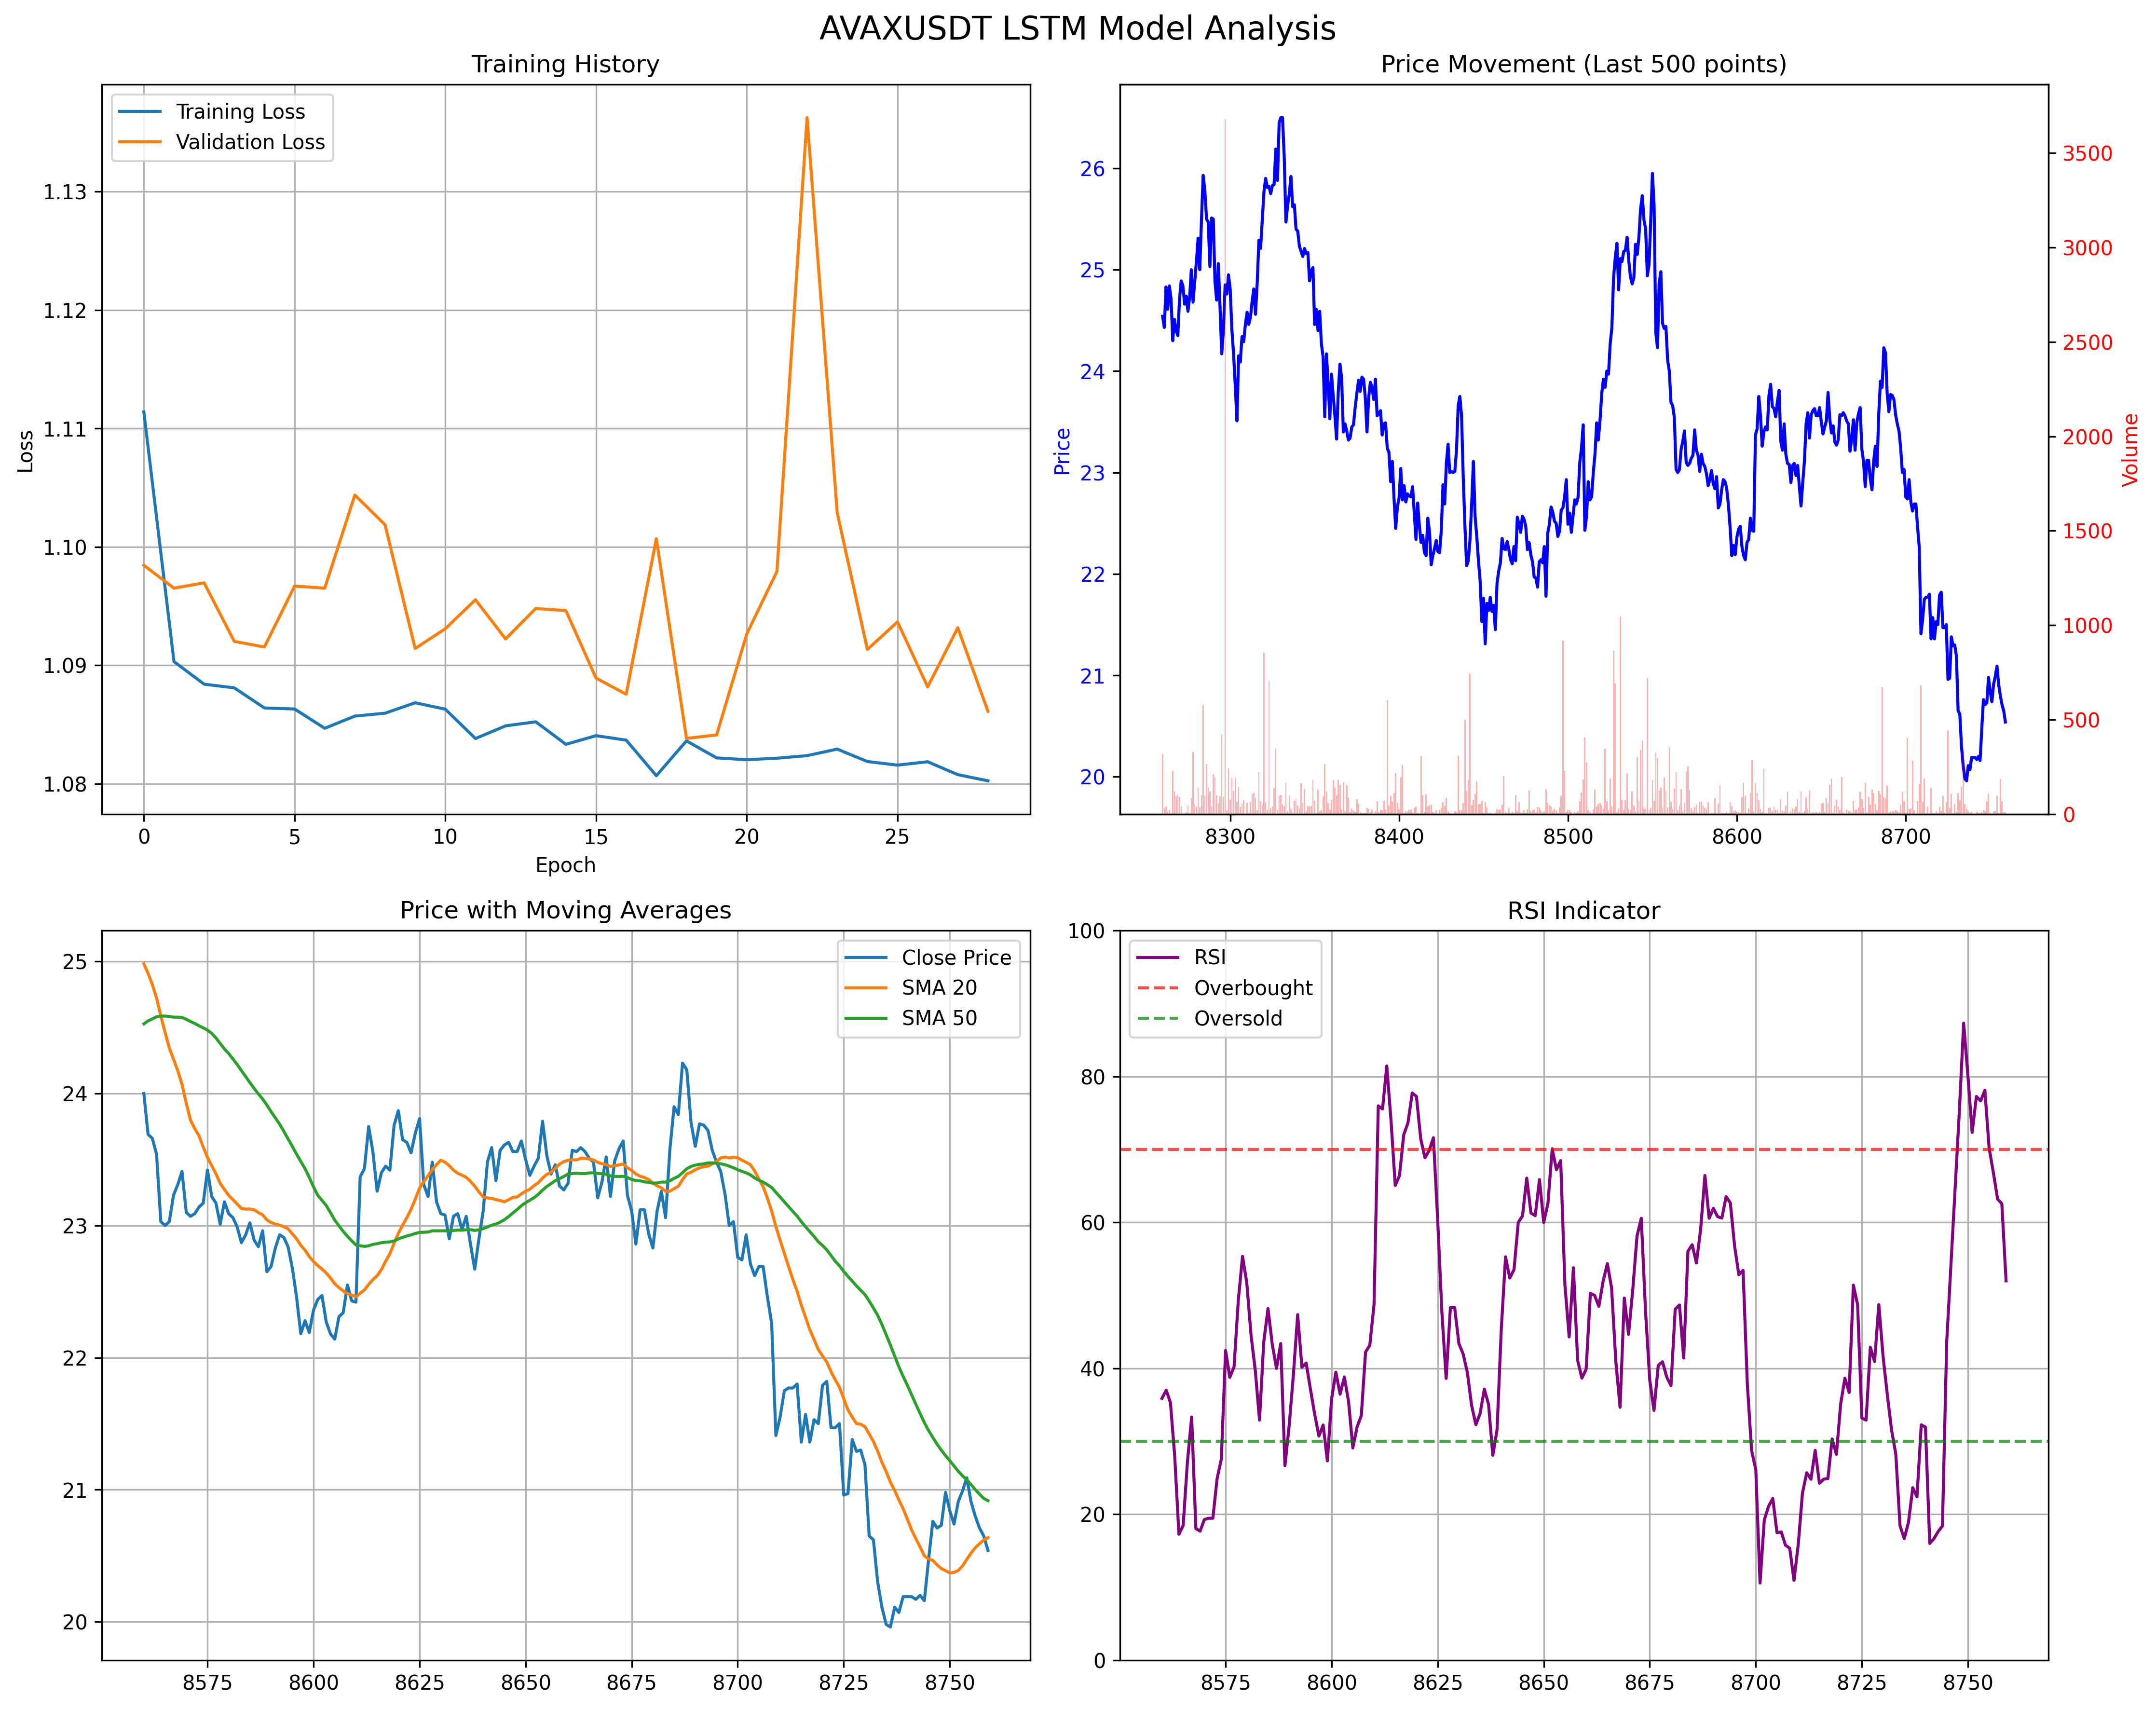 AVAXUSDT LSTM Model Analysis
Training History
Training Loss
Validation Loss
1.13
1.12
1.11
1.10
1.09
1.08
Loss
0 5 10 15 20 25
Epoch
Price Movement (Last 500 points)
26
25
24
23
22
21
20
Price
3500
3000
2500
2000
1500
1000
500
0
Volume
8300 8400 8500 8600 8700
Price with Moving Averages
Close Price
SMA 20
SMA 50
25
24
23
22
21
20
8575 8600 8625 8650 8675 8700 8725 8750
RSI Indicator
RSI
Overbought
Oversold
100
80
60
40
20
0
8575 8600 8625 8650 8675 8700 8725 8750